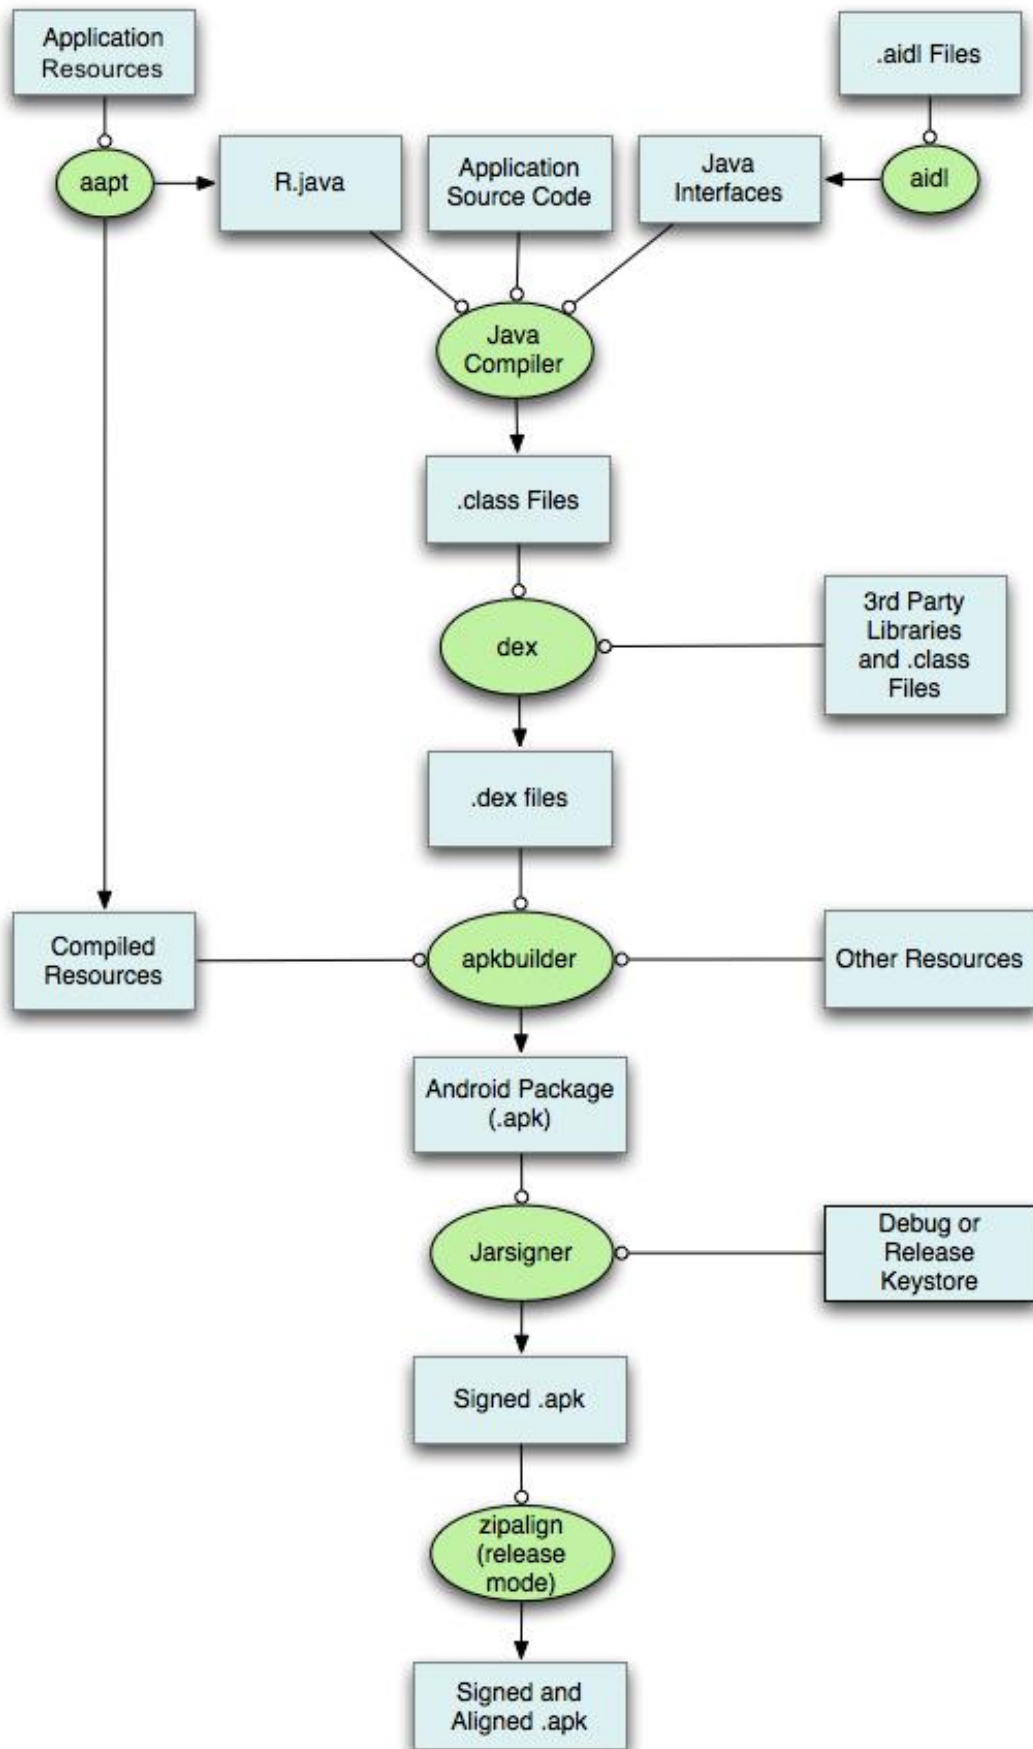 Application
Resources
.aidl Files
aapt
R.java
Application
Source Code
Java
Interfaces
aidl
Java
Compiler
.class Files
dex
3rd Party
Libraries
and .class
Files
.dex files
Compiled
Resources
apkbuilder
Other Resources
Android Package
(.apk)
Jarsigner
Debug or
Release
Keystore
Signed .apk
zipalign
(release
mode)
Signed and
Aligned .apk